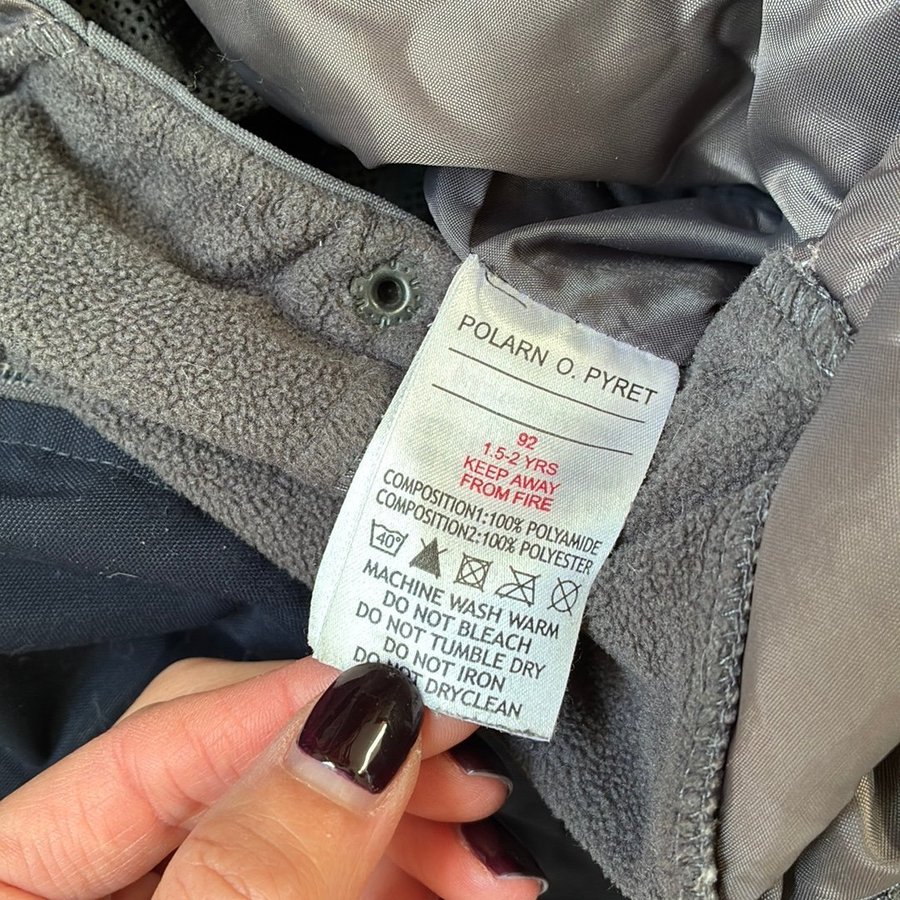 POLARN O. PYRET
92
1.5-2 YRS
KEEP AWAY
FROM FIRE
COMPOSITION1:100% POLYAMIDE
COMPOSITION2:100% POLYESTER
40°
MACHINE WASH WARM
DO NOT BLEACH
DO NOT TUMBLE DRY
DO NOT IRON
DO NOT DRYCLEAN